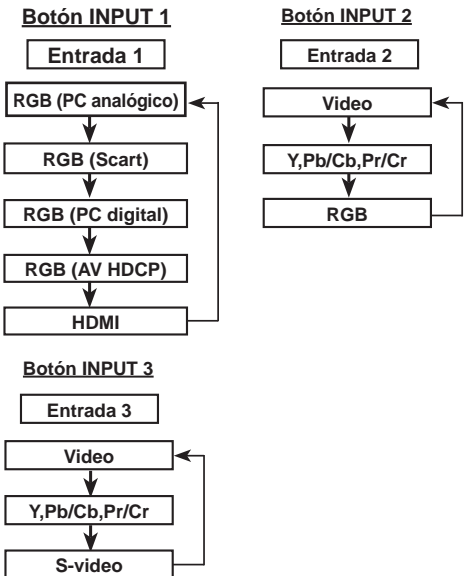 Botón INPUT 1
Entrada 1
RGB (PC analógico)
RGB (Scart)
RGB (PC digital)
RGB (AV HDCP)
HDMI
Botón INPUT 2
Entrada 2
Video
Y,Pb/Cb,Pr/Cr
RGB
Botón INPUT 3
Entrada 3
Video
Y,Pb/Cb,Pr/Cr
S-video